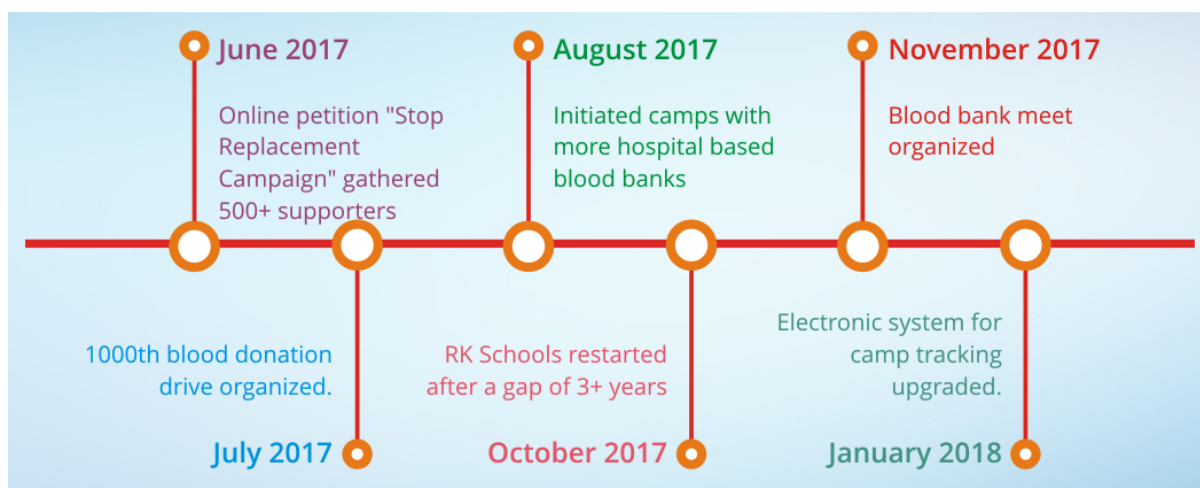 June 2017
Online petition "Stop
Replacement
Campaign" gathered
500+ supporters
1000th blood donation
drive organized.
July 2017
August 2017
Initiated camps with
more hospital based
blood banks
RK Schools restarted
after a gap of 3+ years
October 2017
November 2017
Blood bank meet
organized
Electronic system for
camp tracking
upgraded.
January 2018